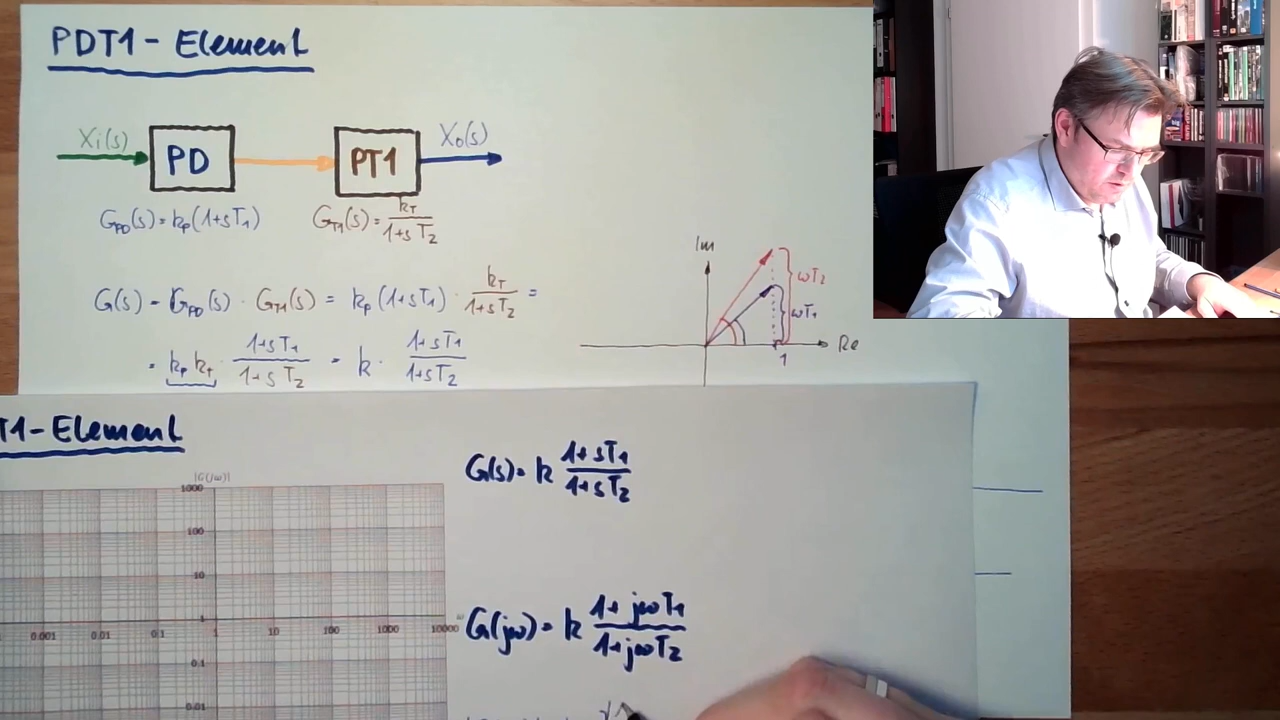 PDT1-Element
Xi(s) PD PT1 Xo(s)
GPD(s)=kp(1+sT1) GT1(s)=kT/(1+sT2)
G(s) = GPD(s) · GT1(s) = kp(1+sT1) · kT/(1+sT2) =
= kp kT · (1+sT1)/(1+sT2) = k · (1+sT1)/(1+sT2)
Im
ωT2
ωT1
Re
1
T1-Element
|G(jω)|
1000
100
10
1
0.1
0.01
0.001 0.01 0.1 1 10 100 1000 10000 ω
G(s)= k (1+sT1)/(1+sT2)
G(jω)= k (1+jωT1)/(1+jωT2)